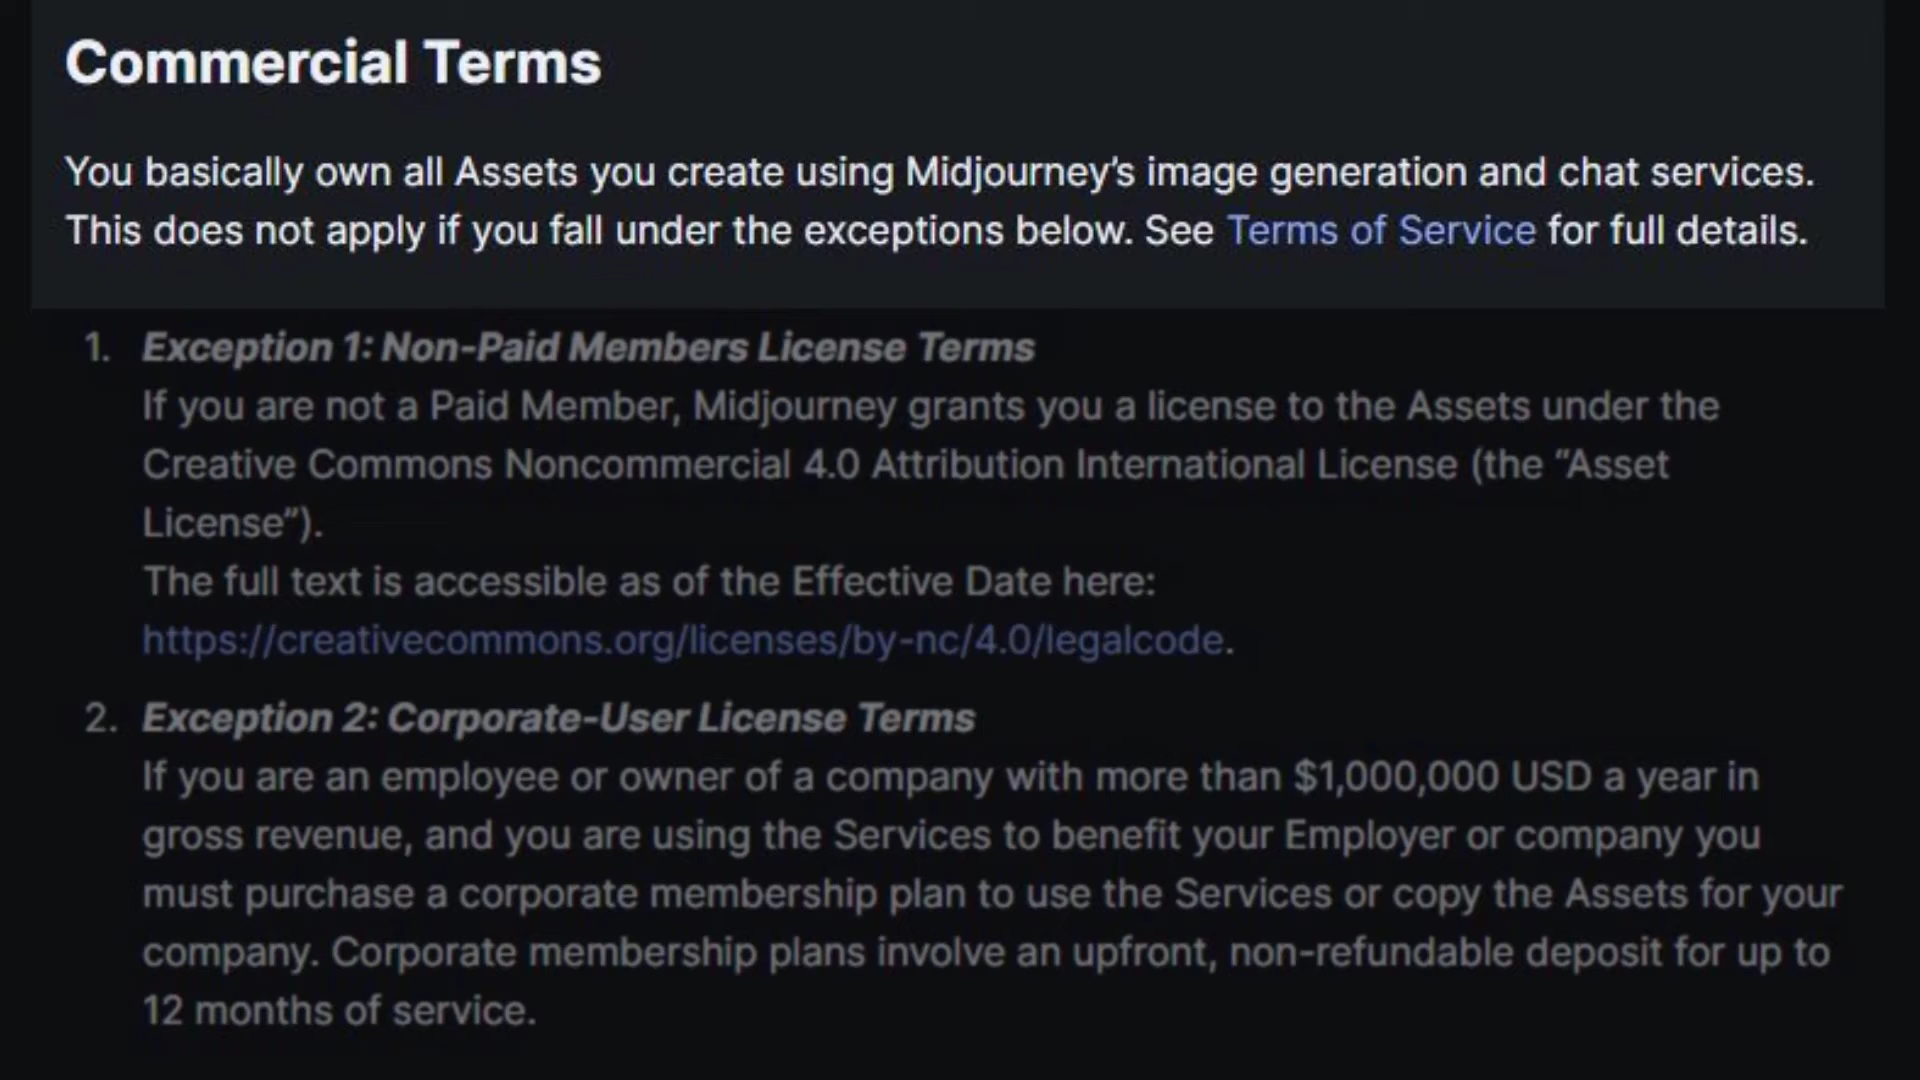 Commercial Terms
You basically own all Assets you create using Midjourney’s image generation and chat services.
This does not apply if you fall under the exceptions below. See Terms of Service for full details.
1. Exception 1: Non-Paid Members License Terms
If you are not a Paid Member, Midjourney grants you a license to the Assets under the
Creative Commons Noncommercial 4.0 Attribution International License (the “Asset
License”).
The full text is accessible as of the Effective Date here:
https://creativecommons.org/licenses/by-nc/4.0/legalcode.
2. Exception 2: Corporate-User License Terms
If you are an employee or owner of a company with more than $1,000,000 USD a year in
gross revenue, and you are using the Services to benefit your Employer or company you
must purchase a corporate membership plan to use the Services or copy the Assets for your
company. Corporate membership plans involve an upfront, non-refundable deposit for up to
12 months of service.